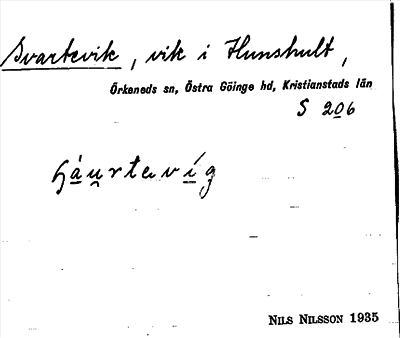 Svartevik, vik i Hunshult,
Örkeneds sn, Östra Göinge hd, Kristianstads län
S 206
NILS NILSSON 1935